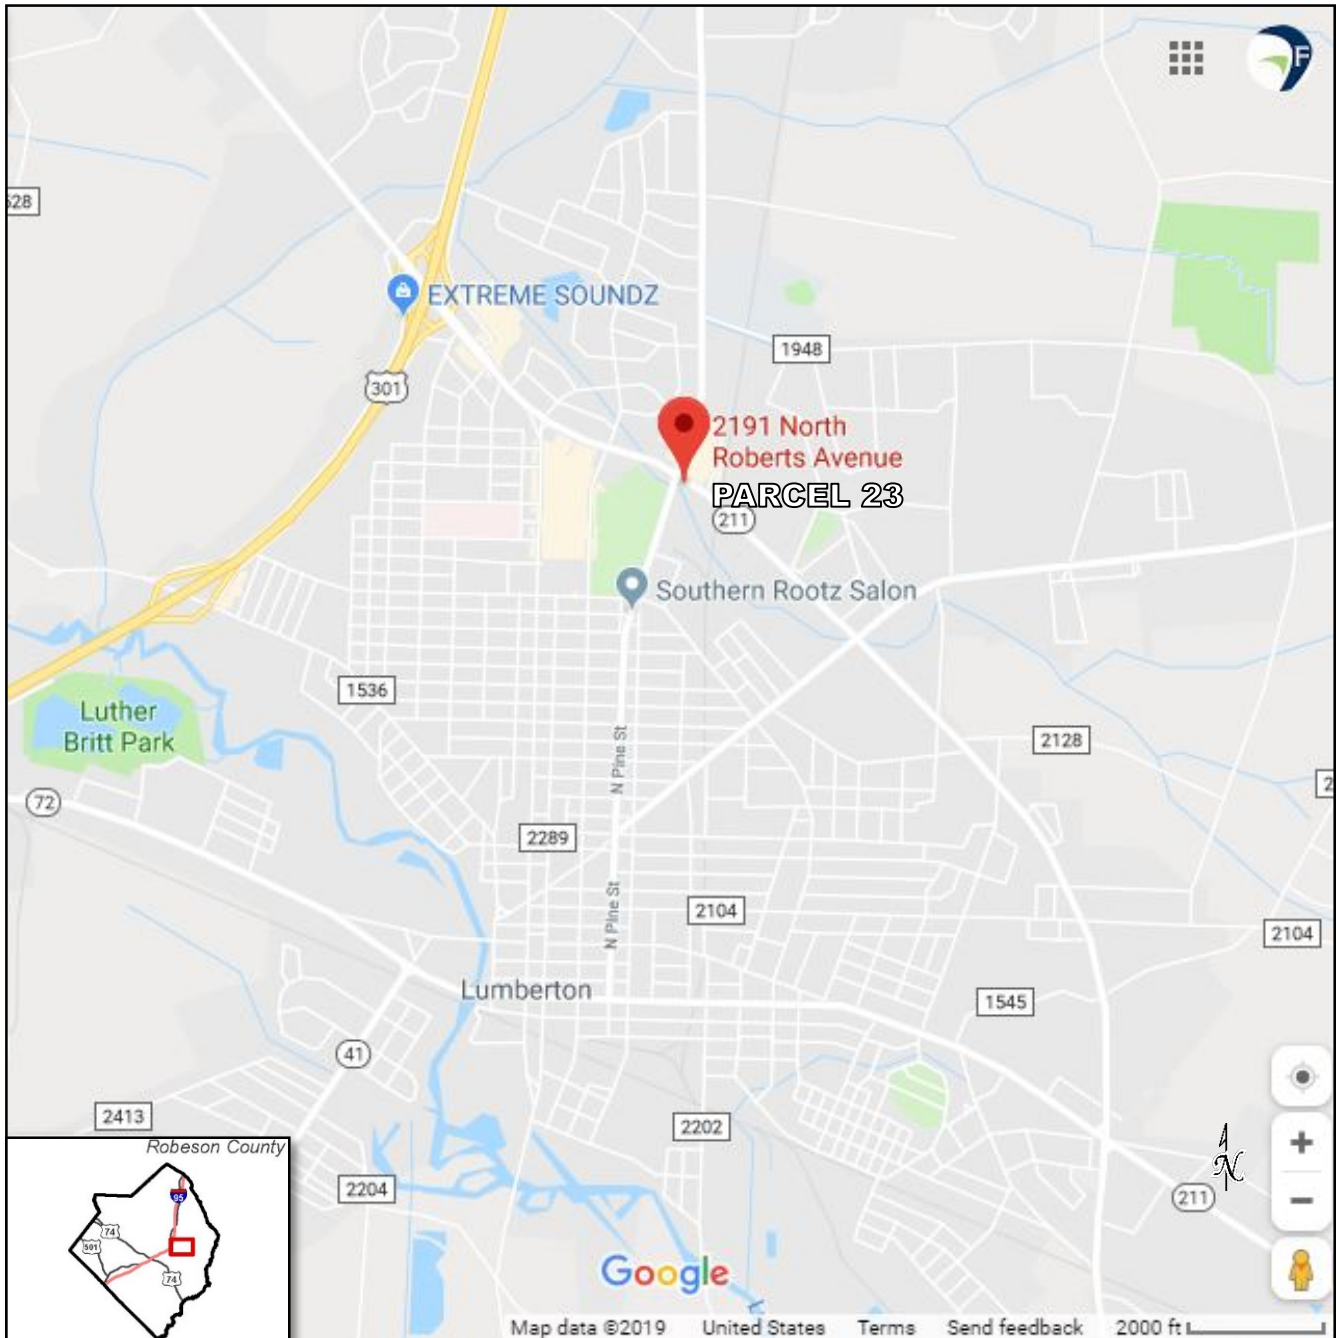 F
528
EXTREME SOUNDZ
1948
301
2191 North
Roberts Avenue
PARCEL 23
211
Southern Rootz Salon
1536
Luther
Britt Park
2128
N Pine St
72
2289
N Pine St
2104
2104
Lumberton
1545
41
2413
2202
Robeson County
2204
211
N
95
74
501
74
Google
Map data ©2019 United States Terms Send feedback 2000 ft